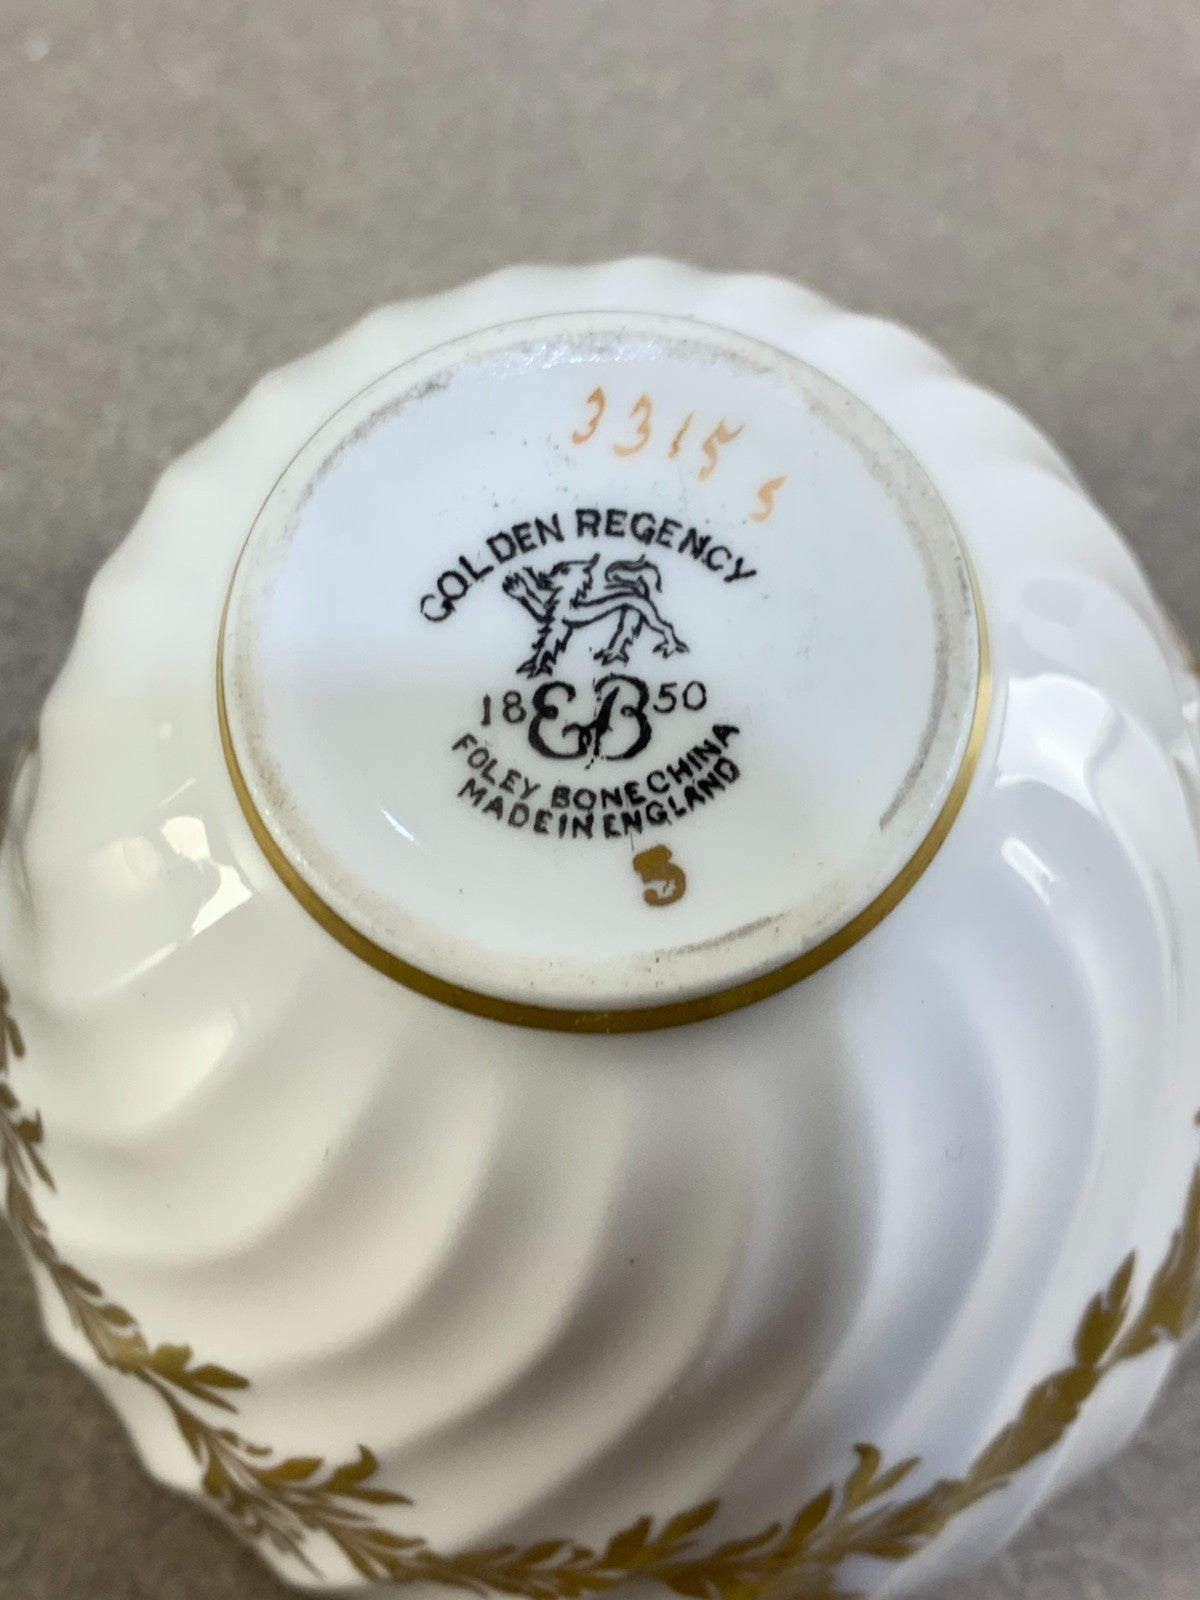 3315
5
GOLDEN REGENCY
18 EB 50
FOLEY BONE CHINA
MADE IN ENGLAND
3